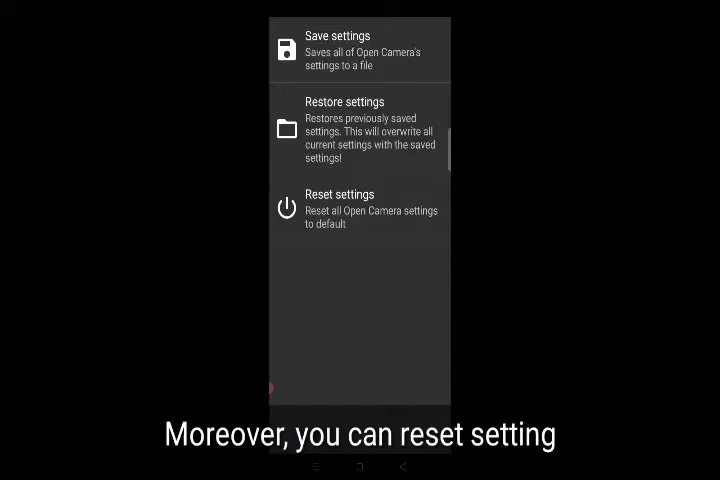 Save settings
Saves all of Open Camera's
settings to a file
Restore settings
Restores previously saved
settings. This will overwrite all
current settings with the saved
settings!
Reset settings
Reset all Open Camera settings
to default
Moreover, you can reset setting